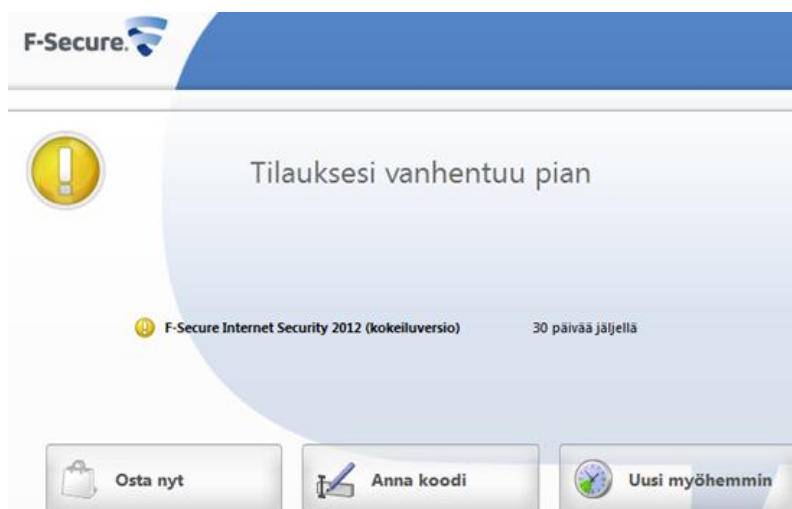 F-Secure.
Tilauksesi vanhentuu pian
F-Secure Internet Security 2012 (kokeiluversio) 30 päivää jäljellä
Osta nyt Anna koodi Uusi myöhemmin